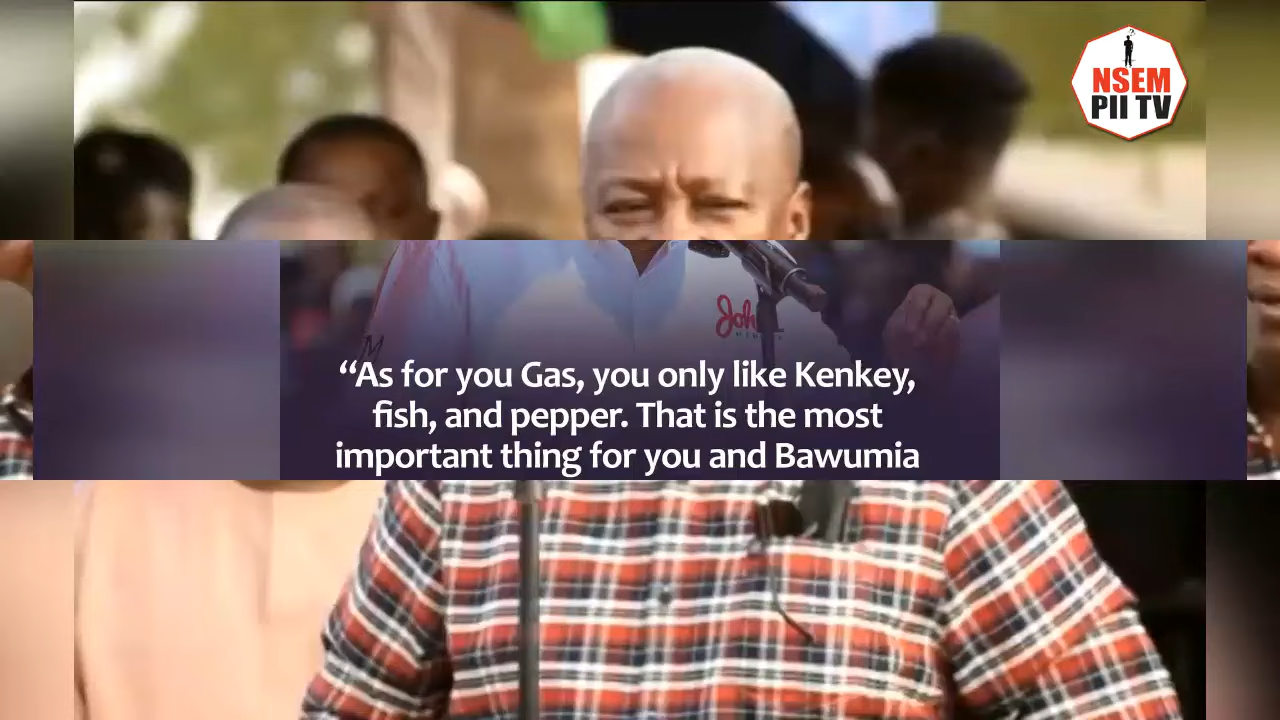 NSEM
PII TV
John
“As for you Gas, you only like Kenkey,
fish, and pepper. That is the most
important thing for you and Bawumia